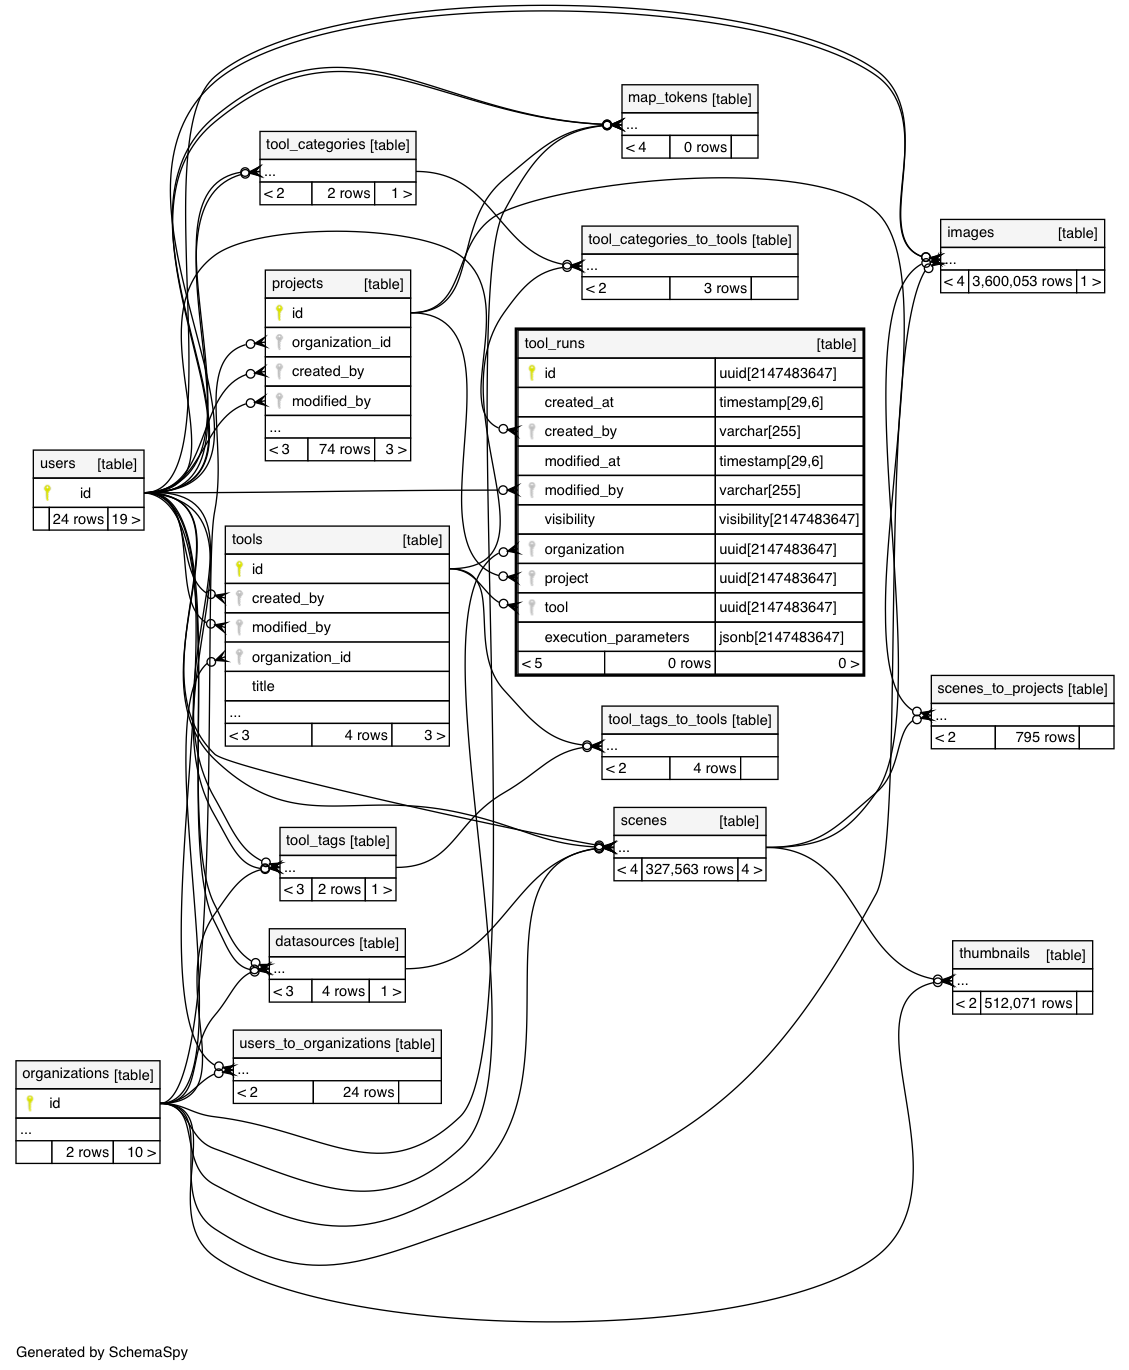 map_tokens [table]
...
< 4 0 rows
tool_categories [table]
...
< 2 2 rows 1 >
images [table]
...
< 4 3,600,053 rows 1 >
tool_categories_to_tools [table]
...
< 2 3 rows
projects [table]
id
organization_id
created_by
modified_by
...
< 3 74 rows 3 >
tool_runs [table]
id uuid[2147483647]
created_at timestamp[29,6]
created_by varchar[255]
modified_at timestamp[29,6]
modified_by varchar[255]
visibility visibility[2147483647]
organization uuid[2147483647]
project uuid[2147483647]
tool uuid[2147483647]
execution_parameters jsonb[2147483647]
< 5 0 rows 0 >
users [table]
id
24 rows 19 >
tools [table]
id
created_by
modified_by
organization_id
title
...
< 3 4 rows 3 >
scenes_to_projects [table]
...
< 2 795 rows
tool_tags_to_tools [table]
...
< 2 4 rows
scenes [table]
...
< 4 327,563 rows 4 >
tool_tags [table]
...
< 3 2 rows 1 >
datasources [table]
...
< 3 4 rows 1 >
thumbnails [table]
...
< 2 512,071 rows
users_to_organizations [table]
...
< 2 24 rows
organizations [table]
id
...
2 rows 10 >
Generated by SchemaSpy